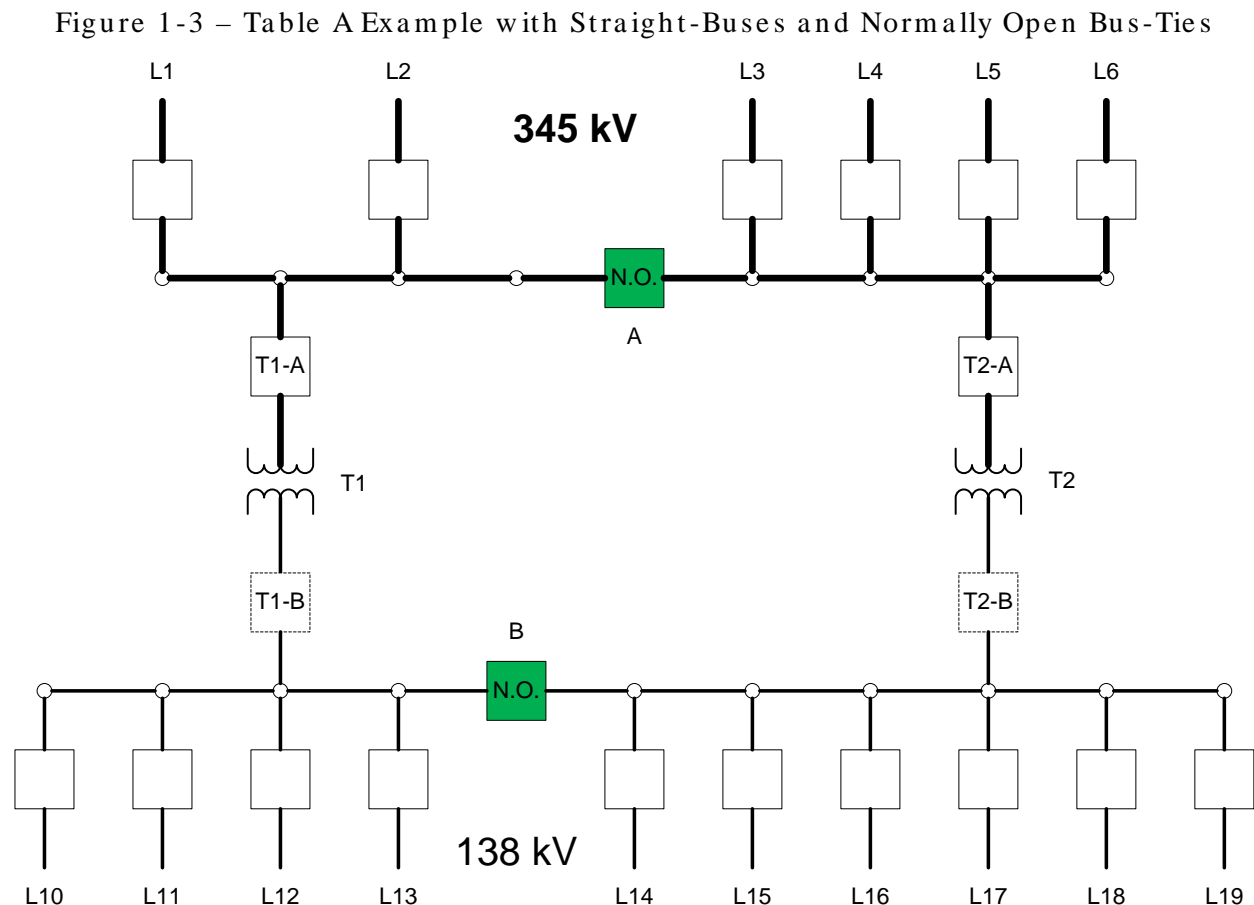 Figure 1-3 – Table A Example with Straight-Buses and Normally Open Bus-Ties
L1 L2 L3 L4 L5 L6
345 kV
N.O.
A
T1-A T2-A
T1 T2
T1-B T2-B
B
N.O.
138 kV
L10 L11 L12 L13 L14 L15 L16 L17 L18 L19